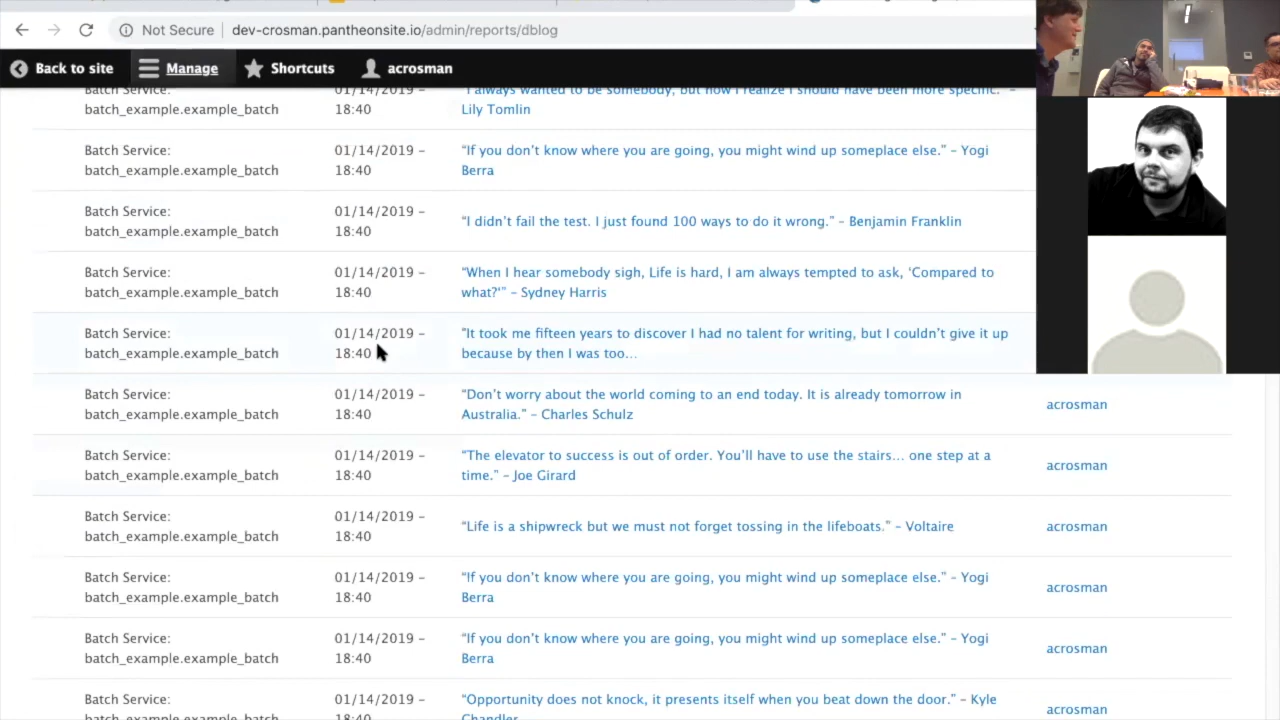 Not Secure dev-crosman.pantheonsite.io/admin/reports/dblog
Back to site Manage Shortcuts acrosman
Batch Service: 01/14/2019 – "I always wanted to be somebody, but now I realize I should have been more specific." –
batch_example.example_batch 18:40 Lily Tomlin
Batch Service: 01/14/2019 – “If you don’t know where you are going, you might wind up someplace else.” – Yogi
batch_example.example_batch 18:40 Berra
Batch Service: 01/14/2019 – “I didn’t fail the test. I just found 100 ways to do it wrong.” – Benjamin Franklin
batch_example.example_batch 18:40
Batch Service: 01/14/2019 – “When I hear somebody sigh, Life is hard, I am always tempted to ask, ‘Compared to
batch_example.example_batch 18:40 what?’” – Sydney Harris
Batch Service: 01/14/2019 – "It took me fifteen years to discover I had no talent for writing, but I couldn’t give it up
batch_example.example_batch 18:40 because by then I was too…
Batch Service: 01/14/2019 – “Don’t worry about the world coming to an end today. It is already tomorrow in acrosman
batch_example.example_batch 18:40 Australia.” – Charles Schulz
Batch Service: 01/14/2019 – “The elevator to success is out of order. You’ll have to use the stairs… one step at a acrosman
batch_example.example_batch 18:40 time.” – Joe Girard
Batch Service: 01/14/2019 – “Life is a shipwreck but we must not forget tossing in the lifeboats.” – Voltaire acrosman
batch_example.example_batch 18:40
Batch Service: 01/14/2019 – “If you don’t know where you are going, you might wind up someplace else.” – Yogi acrosman
batch_example.example_batch 18:40 Berra
Batch Service: 01/14/2019 – “If you don’t know where you are going, you might wind up someplace else.” – Yogi acrosman
batch_example.example_batch 18:40 Berra
Batch Service: 01/14/2019 – “Opportunity does not knock, it presents itself when you beat down the door.” – Kyle acrosman
batch_example.example_batch 18:40 Chandler